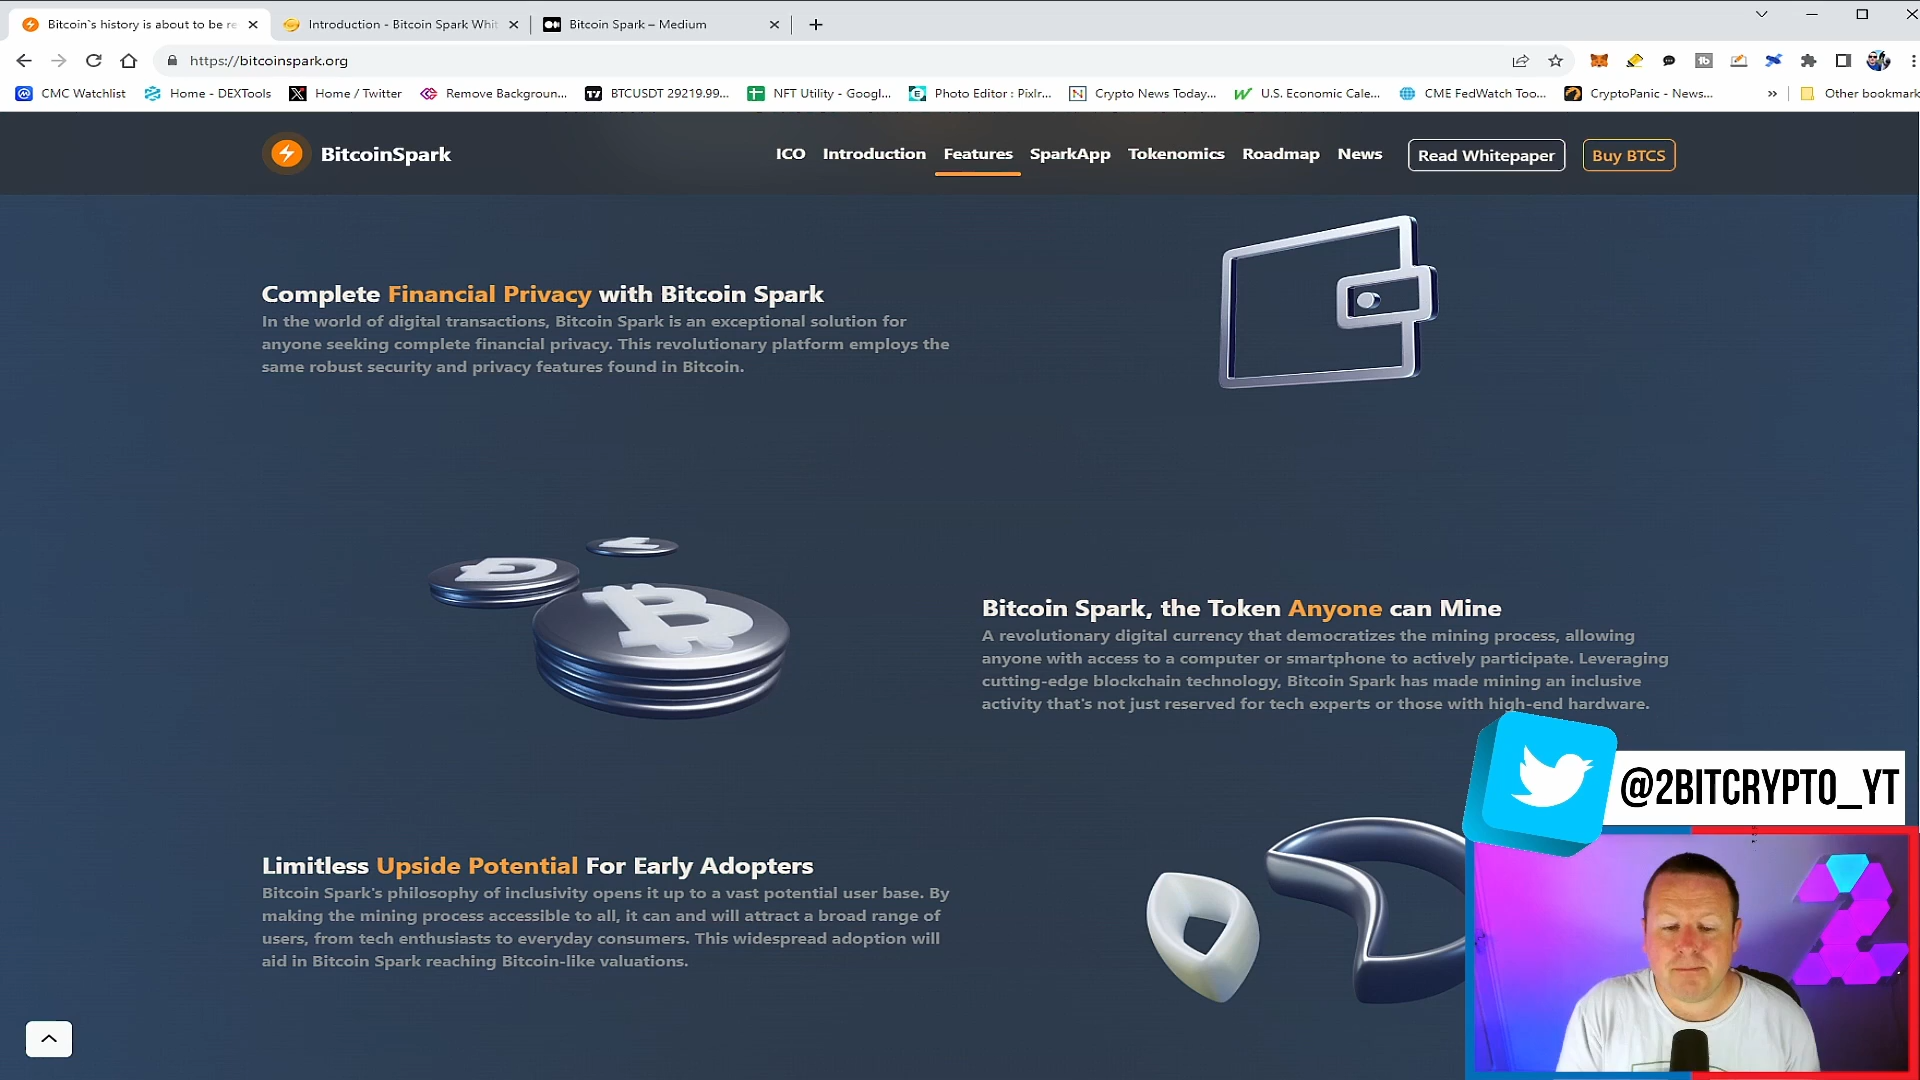 Bitcoin`s history is about to be re
Introduction - Bitcoin Spark Whit
Bitcoin Spark – Medium
https://bitcoinspark.org
CMC Watchlist
Home - DEXTools
Home / Twitter
Remove Backgroun...
BTCUSDT 29219.99...
NFT Utility - Googl...
Photo Editor : Pixlr...
Crypto News Today...
U.S. Economic Cale...
CME FedWatch Too...
CryptoPanic - News...
»
Other bookmark
BitcoinSpark
ICO
Introduction
Features
SparkApp
Tokenomics
Roadmap
News
Read Whitepaper
Buy BTCS
Complete Financial Privacy with Bitcoin Spark
In the world of digital transactions, Bitcoin Spark is an exceptional solution for
anyone seeking complete financial privacy. This revolutionary platform employs the
same robust security and privacy features found in Bitcoin.
Bitcoin Spark, the Token Anyone can Mine
A revolutionary digital currency that democratizes the mining process, allowing
anyone with access to a computer or smartphone to actively participate. Leveraging
cutting-edge blockchain technology, Bitcoin Spark has made mining an inclusive
activity that's not just reserved for tech experts or those with high-end hardware.
@2BITCRYPTO_YT
Limitless Upside Potential For Early Adopters
Bitcoin Spark's philosophy of inclusivity opens it up to a vast potential user base. By
making the mining process accessible to all, it can and will attract a broad range of
users, from tech enthusiasts to everyday consumers. This widespread adoption will
aid in Bitcoin Spark reaching Bitcoin-like valuations.